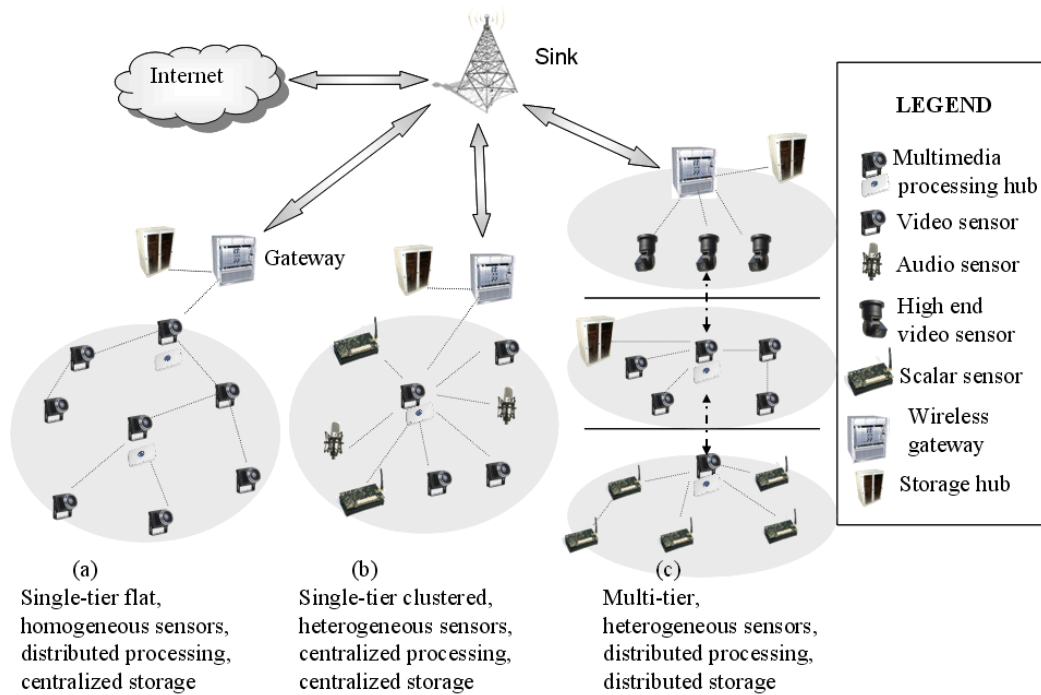 Internet
Sink
Gateway
LEGEND
Multimedia
processing hub
Video sensor
Audio sensor
High end
video sensor
Scalar sensor
Wireless
gateway
Storage hub
(a)
Single-tier flat,
homogeneous sensors,
distributed processing,
centralized storage
(b)
Single-tier clustered,
heterogeneous sensors,
centralized processing,
centralized storage
(c)
Multi-tier,
heterogeneous sensors,
distributed processing,
distributed storage